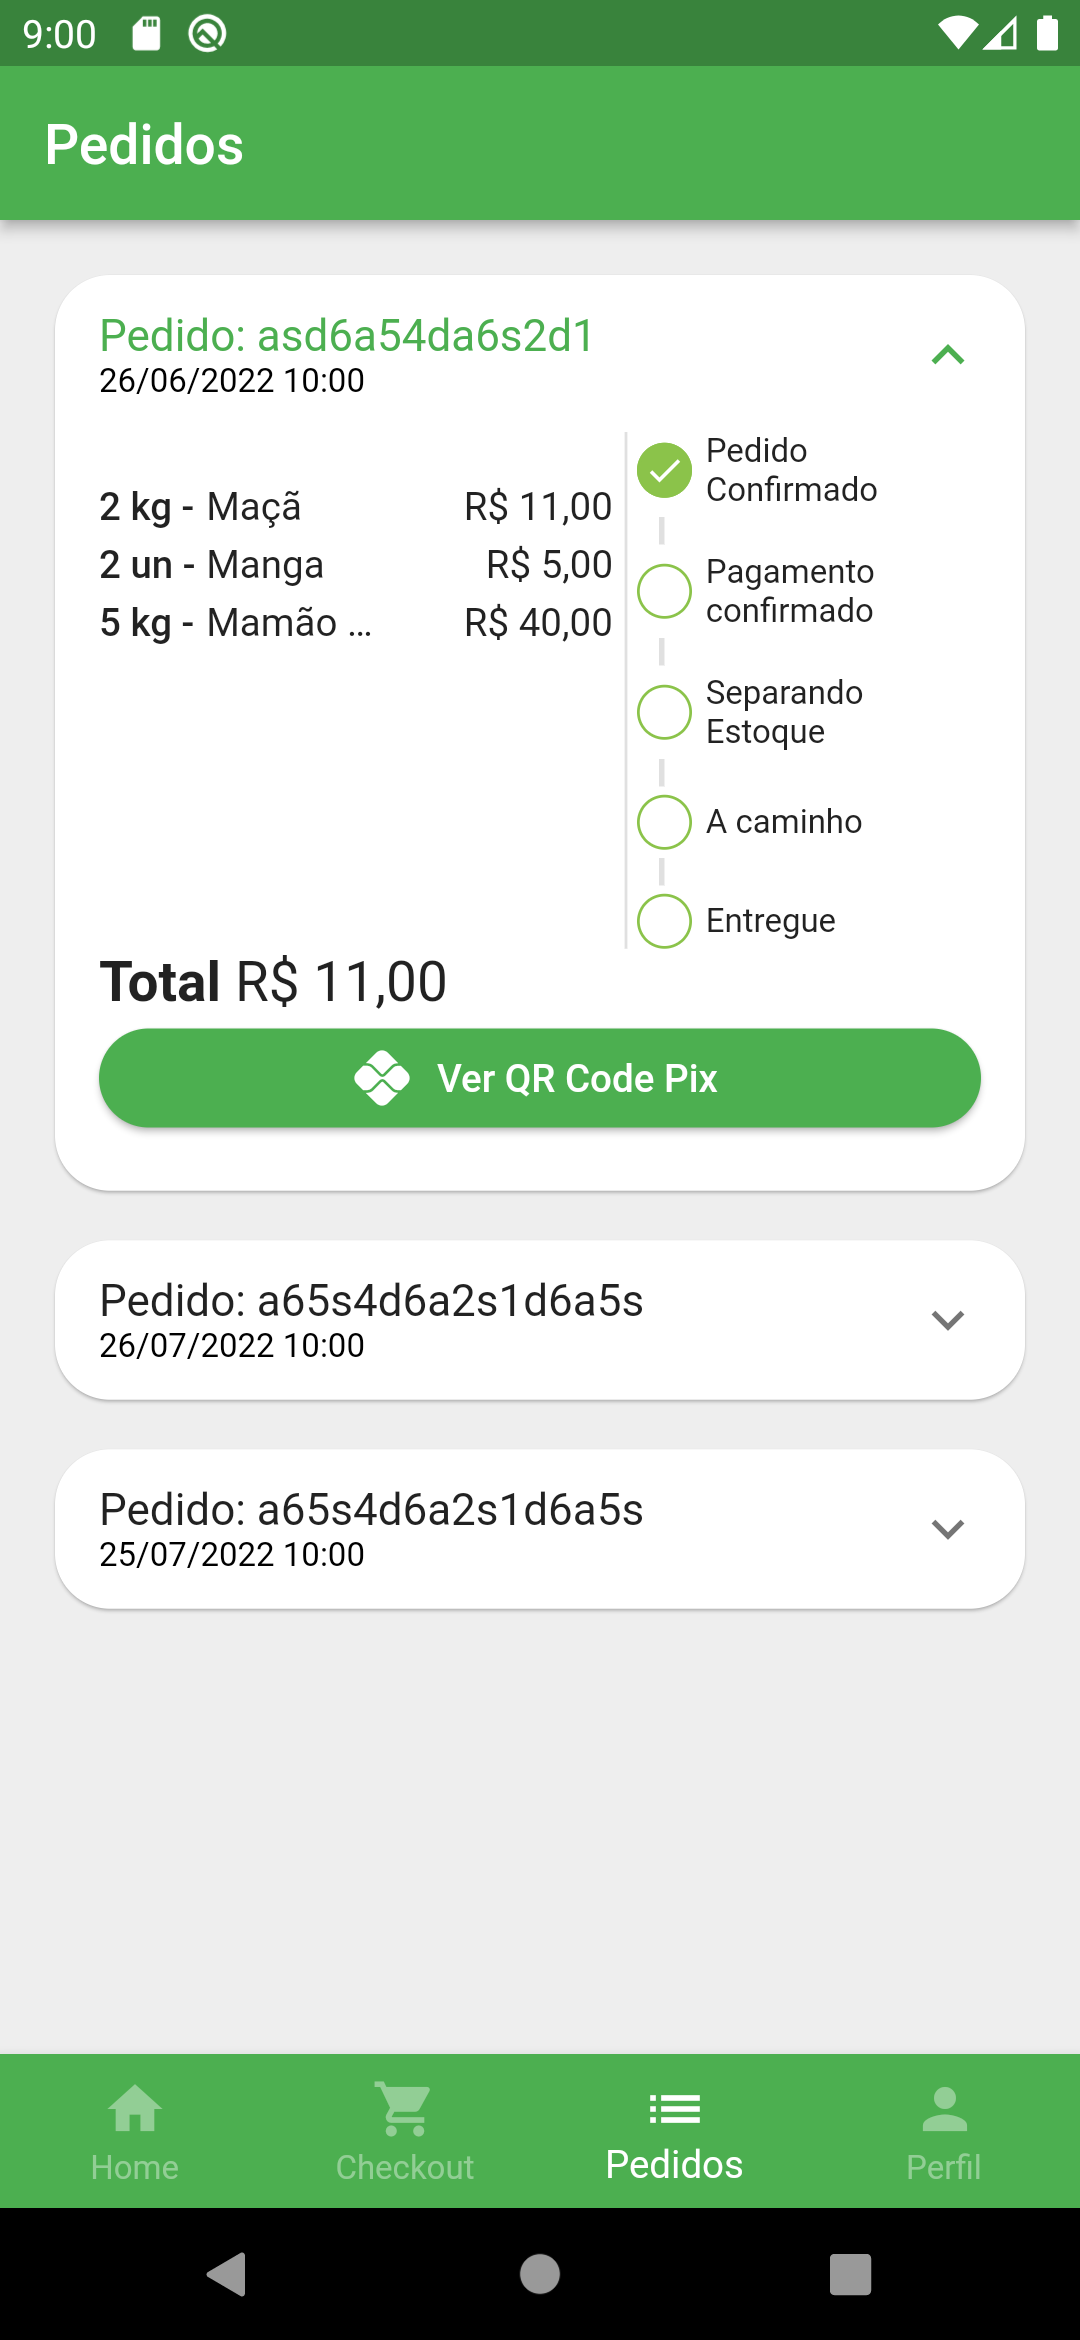 9:00
Pedidos
Pedido: asd6a54da6s2d1
26/06/2022 10:00
2 kg - Maçã R$ 11,00
2 un - Manga R$ 5,00
5 kg - Mamão ... R$ 40,00
Pedido
Confirmado
Pagamento
confirmado
Separando
Estoque
A caminho
Entregue
Total R$ 11,00
Ver QR Code Pix
Pedido: a65s4d6a2s1d6a5s
26/07/2022 10:00
Pedido: a65s4d6a2s1d6a5s
25/07/2022 10:00
Home Checkout Pedidos Perfil